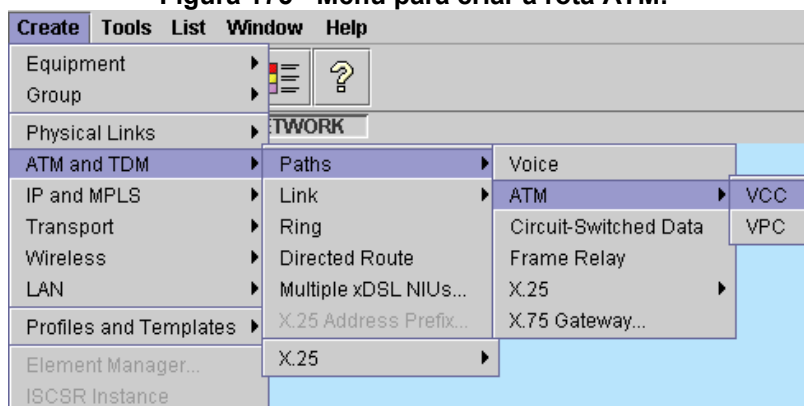 Figura - Menu para criar a rota ATM.
Create Tools List Window Help
Equipment
Group
Physical Links
ATM and TDM
IP and MPLS
Transport
Wireless
LAN
Profiles and Templates
Element Manager...
ISCSR Instance
TWORK
Paths
Link
Ring
Directed Route
Multiple xDSL NIUs...
X.25 Address Prefix...
X.25
Voice
ATM
Circuit-Switched Data
Frame Relay
X.25
X.75 Gateway...
VCC
VPC